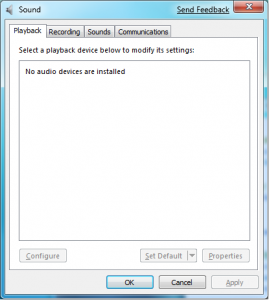 Sound
Send Feedback
Playback Recording Sounds Communications
Select a playback device below to modify its settings:
No audio devices are installed
Configure Set Default Properties
OK Cancel Apply